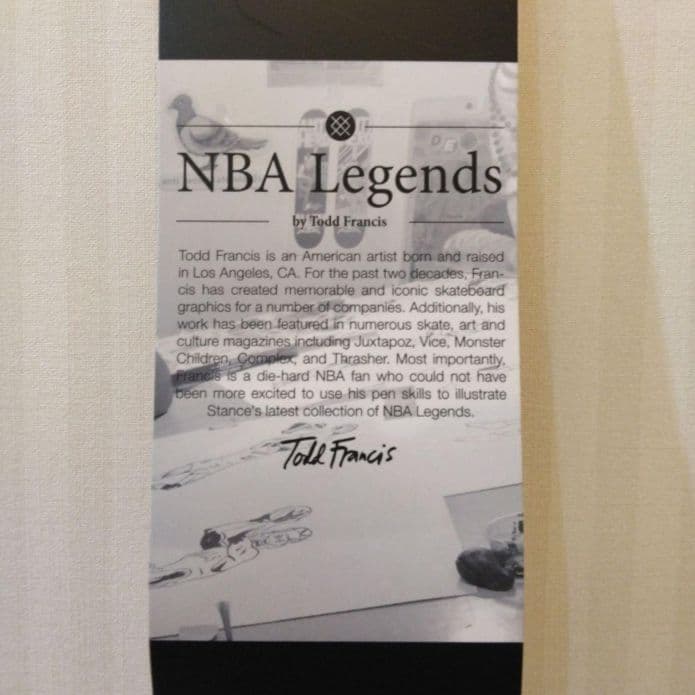 NBA Legends
by Todd Francis
Todd Francis is an American artist born and raised
in Los Angeles, CA. For the past two decades, Fran-
cis has created memorable and iconic skateboard
graphics for a number of companies. Additionally, his
work has been featured in numerous skate, art and
culture magazines including Juxtapoz, Vice, Monster
Children, Complex, and Thrasher. Most importantly,
Francis is a die-hard NBA fan who could not have
been more excited to use his pen skills to illustrate
Stance's latest collection of NBA Legends.
Todd Francis